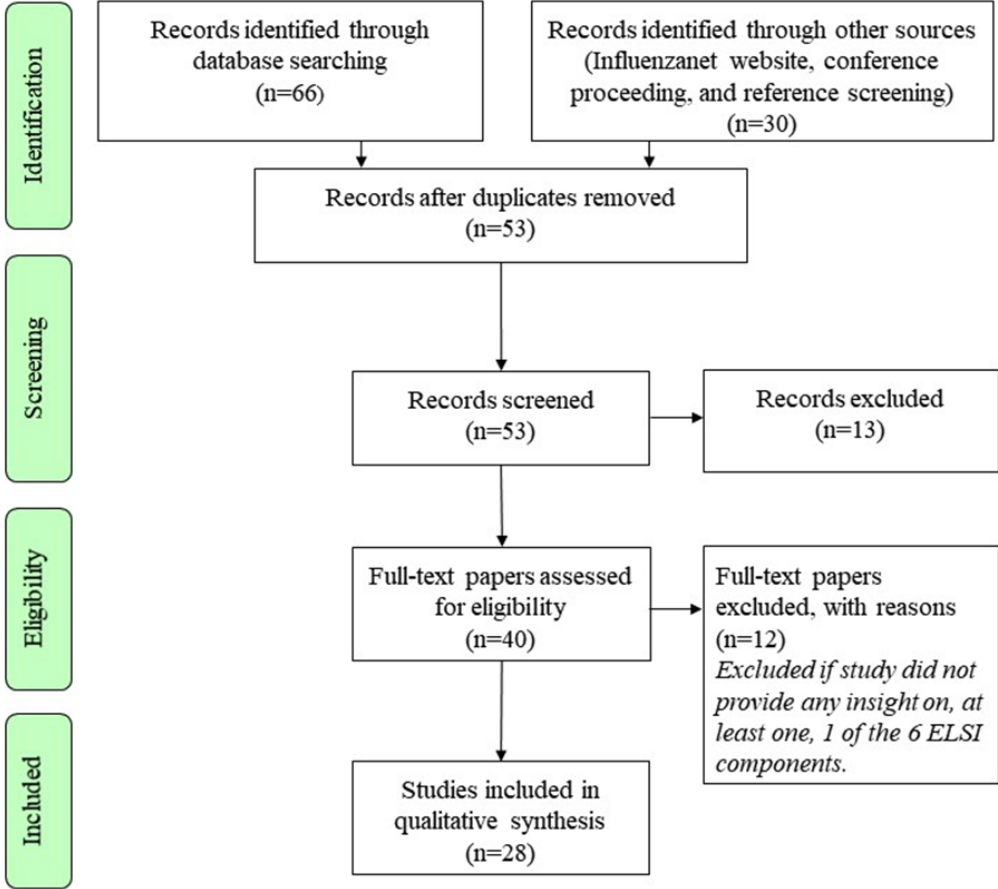 Identification
Records identified through
database searching
(n=66)
Records identified through other sources
(Influenzanet website, conference
proceeding, and reference screening)
(n=30)
Records after duplicates removed
(n=53)
Screening
Records screened
(n=53)
Records excluded
(n=13)
Eligibility
Full-text papers assessed
for eligibility
(n=40)
Full-text papers
excluded, with reasons
(n=12)
Excluded if study did not
provide any insight on, at
least one, 1 of the 6 ELSI
components.
Included
Studies included in
qualitative synthesis
(n=28)